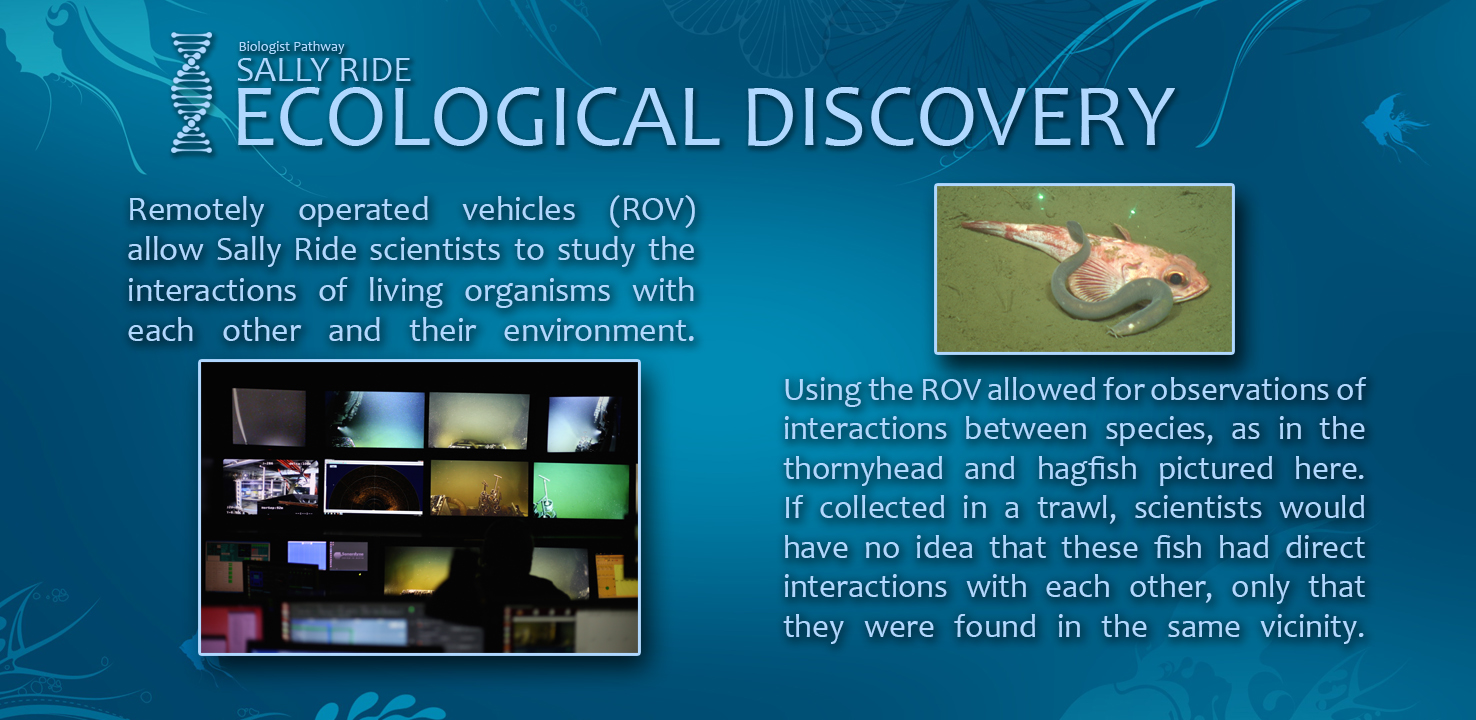 Biologist Pathway
SALLY RIDE
ECOLOGICAL DISCOVERY
Remotely operated vehicles (ROV)
allow Sally Ride scientists to study the
interactions of living organisms with
each other and their environment.
Using the ROV allowed for observations of
interactions between species, as in the
thornyhead and hagfish pictured here.
If collected in a trawl, scientists would
have no idea that these fish had direct
interactions with each other, only that
they were found in the same vicinity.